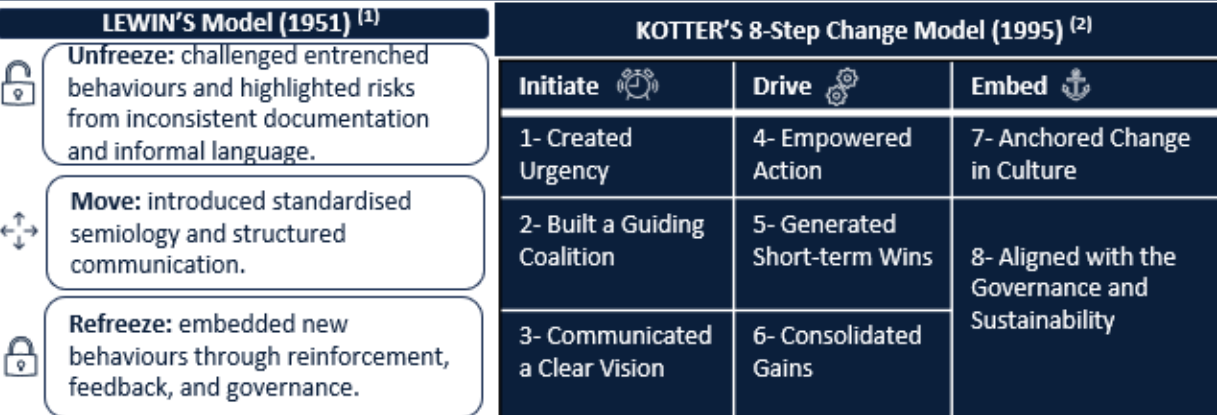 LEWIN'S Model (1951) (1)
Unfreeze: challenged entrenched
behaviours and highlighted risks
from inconsistent documentation
and informal language.
Move: introduced standardised
semiology and structured
communication.
Refreeze: embedded new
behaviours through reinforcement,
feedback, and governance.
KOTTER'S 8-Step Change Model (1995) (2)
Initiate
Drive
Embed
1- Created
Urgency
4- Empowered
Action
7- Anchored Change
in Culture
2- Built a Guiding
Coalition
5- Generated
Short-term Wins
8- Aligned with the
Governance and
Sustainability
3- Communicated
a Clear Vision
6- Consolidated
Gains